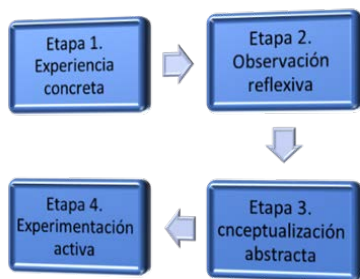 Etapa 1.
Experiencia
concreta
Etapa 2.
Observación
reflexiva
Etapa 3.
cnceptualización
abstracta
Etapa 4.
Experimentación
activa